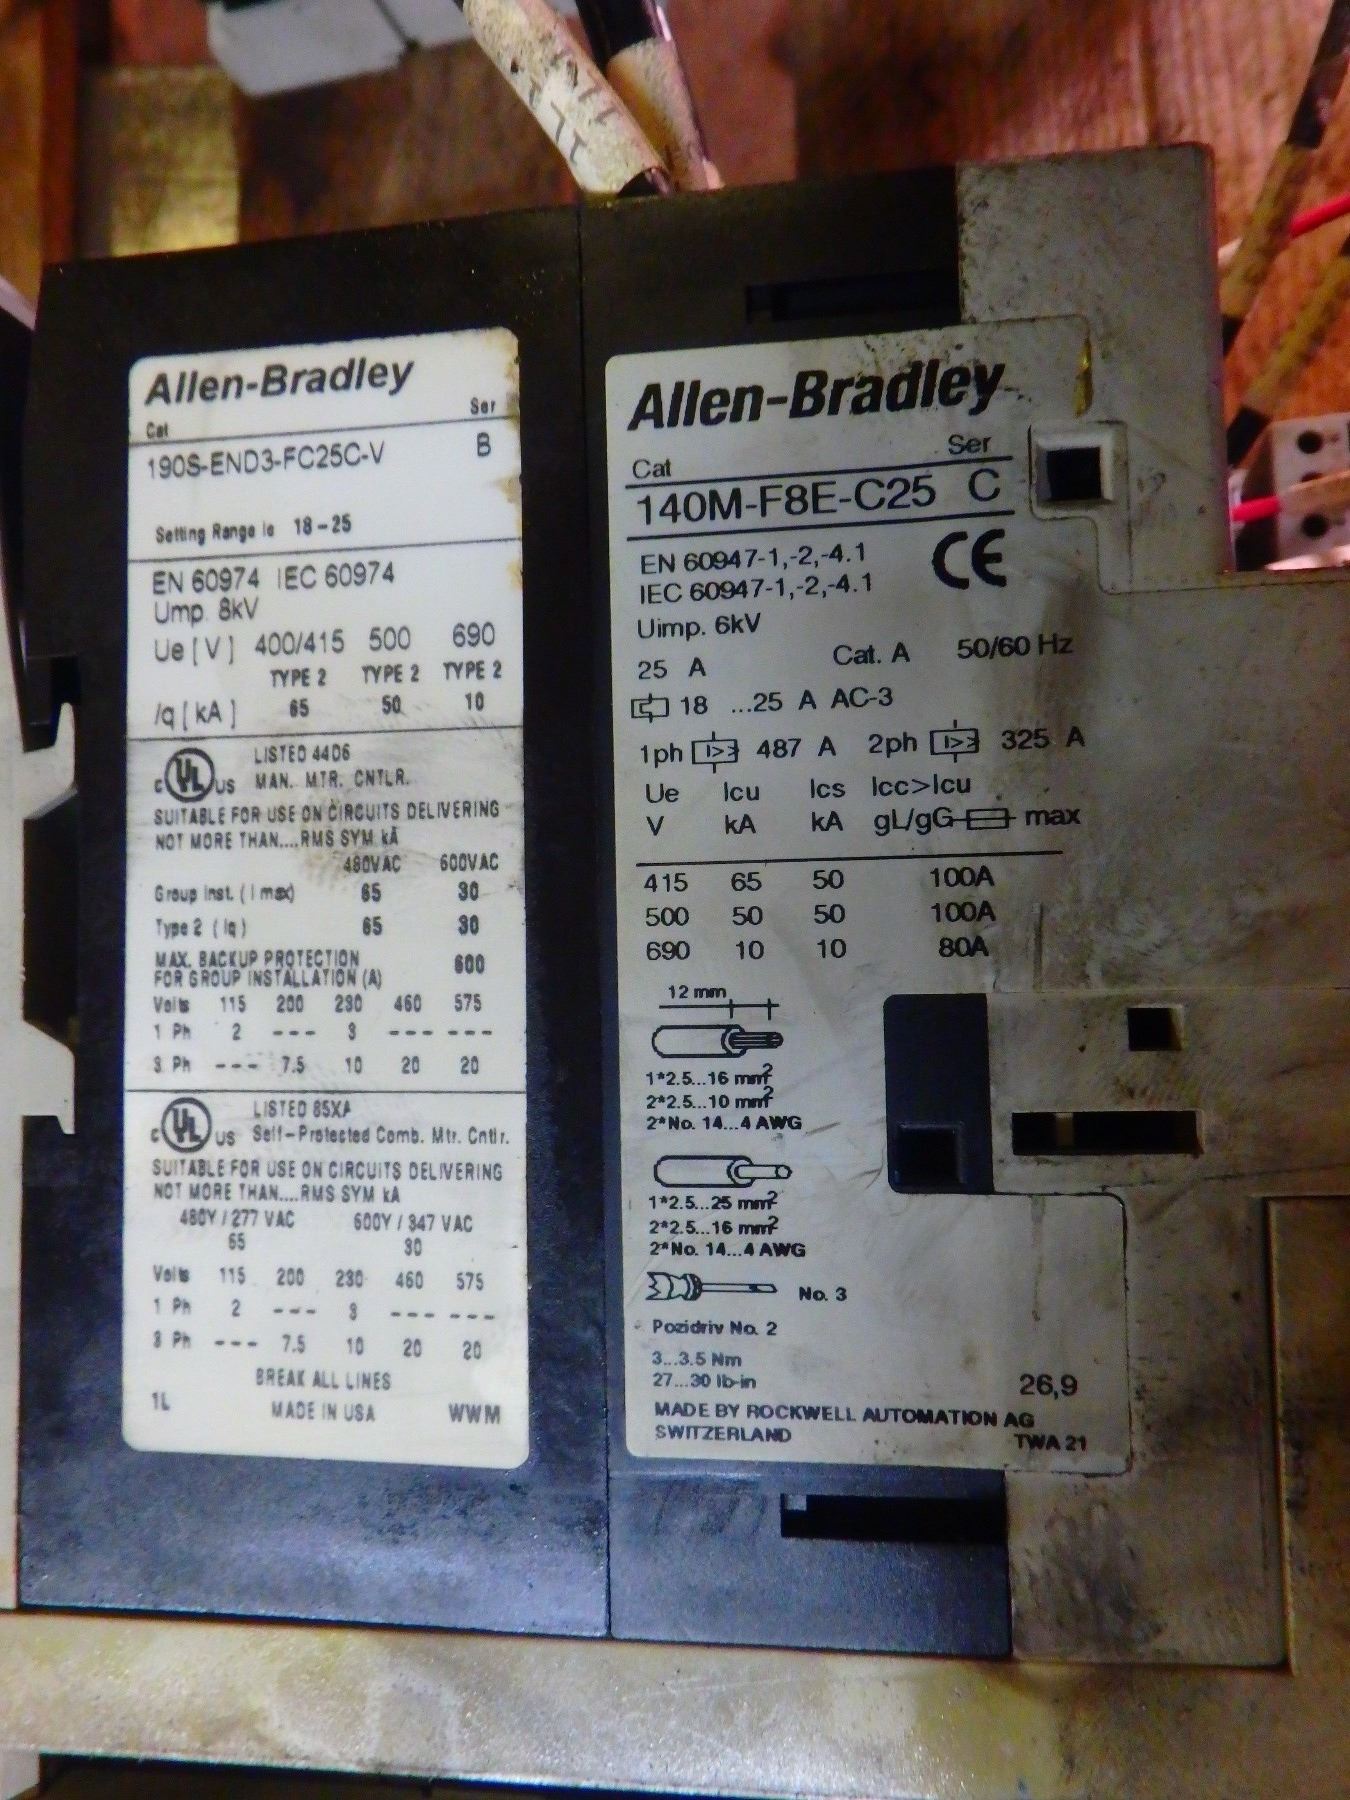 Allen-Bradley
Cat Ser
190S-END3-FC25C-V B
Setting Range Ie 18-25
EN 60974 IEC 60974
Ump. 8kV
Ue [V] 400/415 500 690
TYPE 2 TYPE 2 TYPE 2
Iq [kA] 65 50 10
c UL US LISTED 44D6
MAN. MTR. CNTLR.
SUITABLE FOR USE ON CIRCUITS DELIVERING
NOT MORE THAN....RMS SYM kA
480VAC 600VAC
Group Inst. (I max) 65 30
Type 2 (Iq) 65 30
MAX. BACKUP PROTECTION
FOR GROUP INSTALLATION (A) 600
Volts 115 200 230 460 575
1 Ph 2 --- 3 --- ---
3 Ph --- 7.5 10 20 20
c UL US LISTED 85XA
Self-Protected Comb. Mtr. Cntlr.
SUITABLE FOR USE ON CIRCUITS DELIVERING
NOT MORE THAN....RMS SYM kA
480Y/277 VAC 600Y/347 VAC
65 30
Volts 115 200 230 460 575
1 Ph 2 --- 3 --- ---
3 Ph --- 7.5 10 20 20
BREAK ALL LINES
1L MADE IN USA WWM
Allen-Bradley
Cat Ser
140M-F8E-C25 C
EN 60947-1,-2,-4.1 CE
IEC 60947-1,-2,-4.1
Uimp. 6kV
25 A Cat. A 50/60 Hz
18 ...25 A AC-3
1ph I> 487 A 2ph I> 325 A
Ue Icu Ics Icc>Icu
V kA kA gL/gG max
415 65 50 100A
500 50 50 100A
690 10 10 80A
12 mm
1*2.5...16 mm²
2*2.5...10 mm²
2*No. 14...4 AWG
1*2.5...25 mm²
2*2.5...16 mm²
2*No. 14...4 AWG
No. 3
Pozidriv No. 2
3...3.5 Nm
27...30 lb-in 26,9
MADE BY ROCKWELL AUTOMATION AG
SWITZERLAND TWA 21